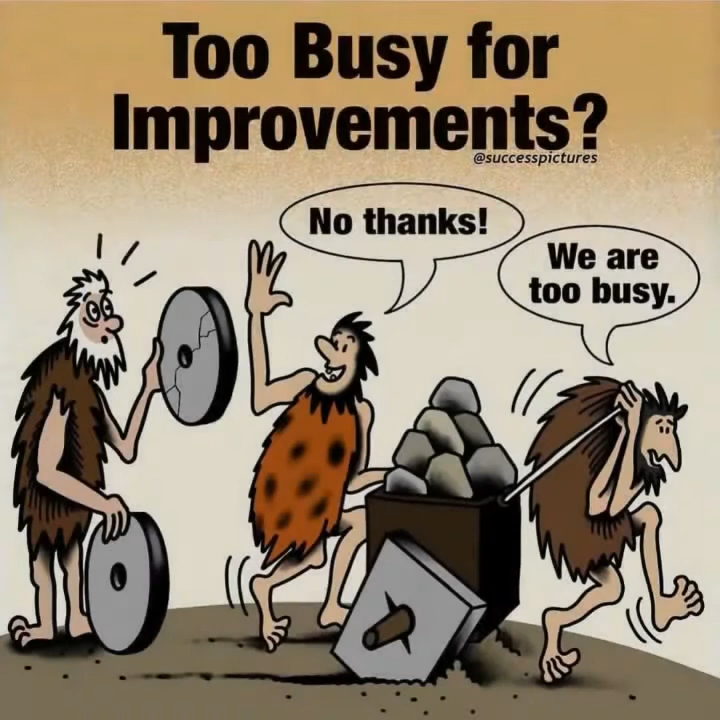 Too Busy for
Improvements?
@successpictures
No thanks!
We are
too busy.